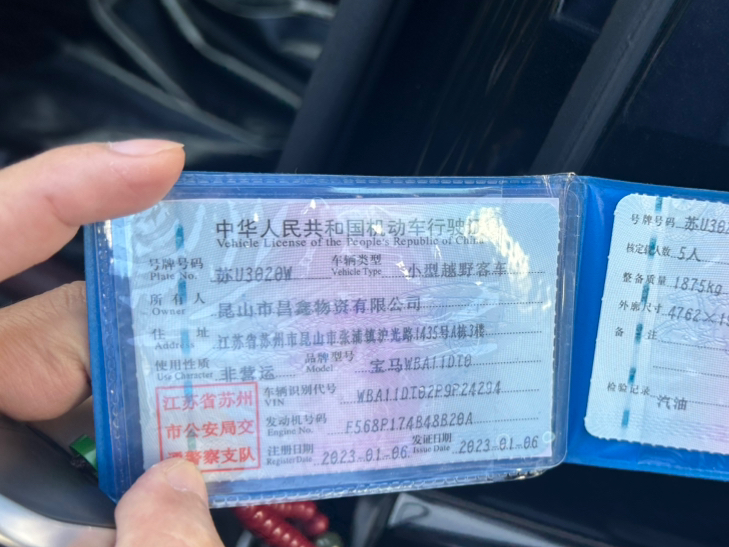 中华人民共和国机动车行驶证
Vehicle License of the People's Republic of China
号牌号码 苏U3020W 车辆类型 小型越野客车
Plate No. Vehicle Type
所有人 昆山市昌鑫物资有限公司
Owner
住址 江苏省苏州市昆山市张浦镇沪光路1435号A栋3楼
Address
使用性质 非营运 品牌型号 宝马WBA11DT0
Use Character Model
江苏省苏州
市公安局交
警察支队
车辆识别代号 WBA11DT02P9P24234
VIN
发动机号码 F568P174B48B20A
Engine No.
注册日期 2023-01-06 发证日期 2023-01-06
Register Date Issue Date
号牌号码 苏U302
核定载人数 5人
整备质量 1875kg
外廓尺寸 4762×19
备注
检验记录
汽油